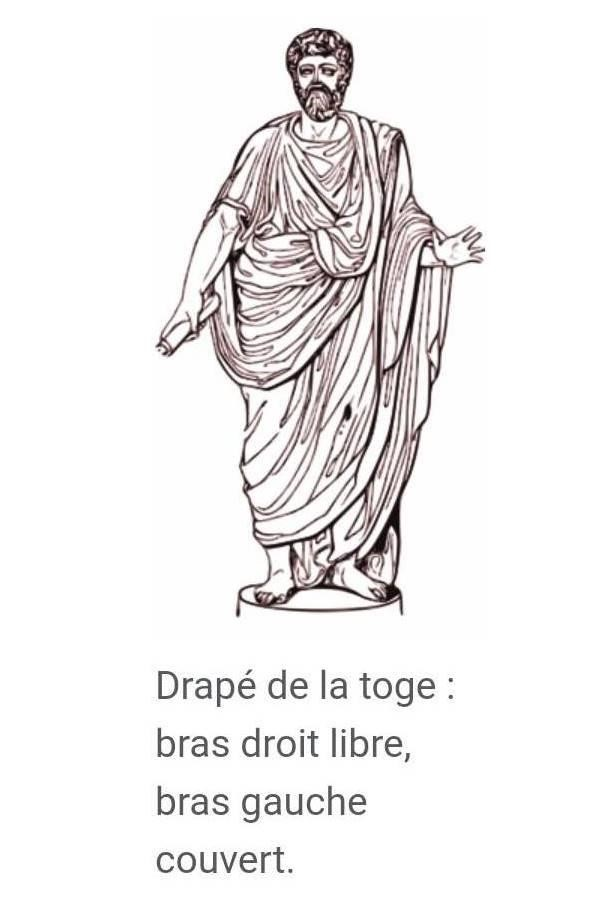 Drapé de la toge :
bras droit libre,
bras gauche
couvert.